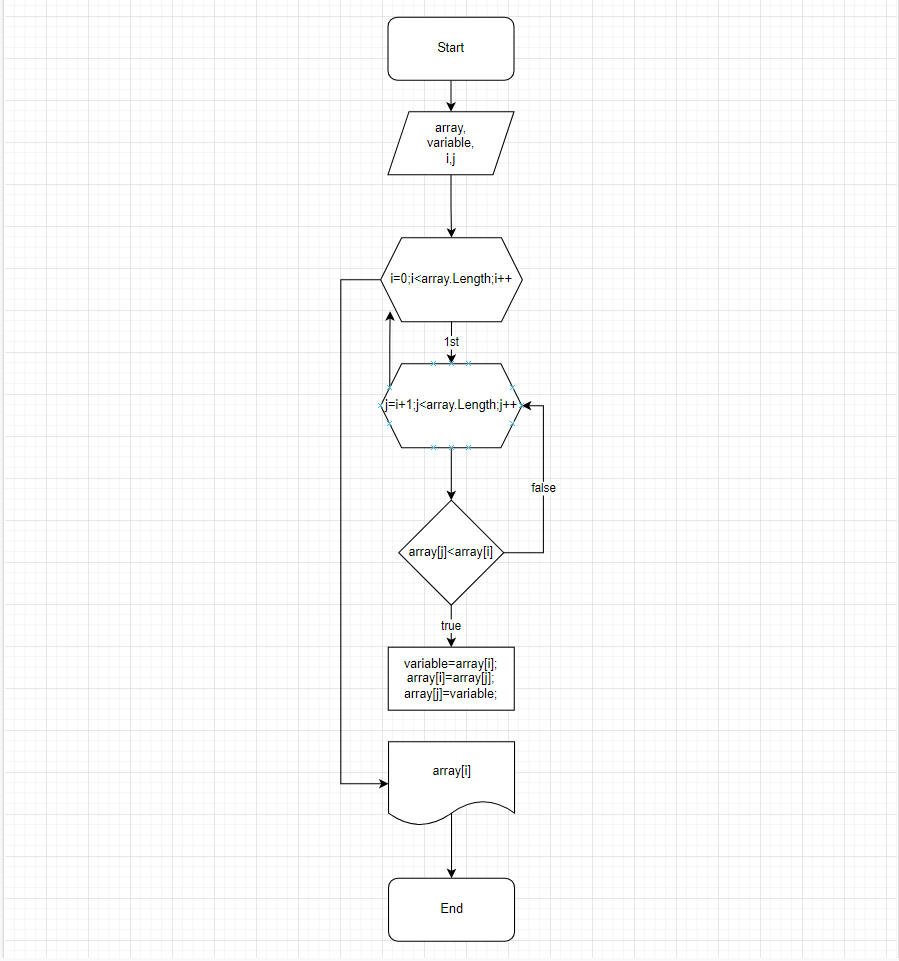 Start
array,
variable,
i,j
i=0;i<array.Length;i++
1st
j=i+1;j<array.Length;j++
false
array[j]<array[i]
true
variable=array[i];
array[i]=array[j];
array[j]=variable;
array[i]
End